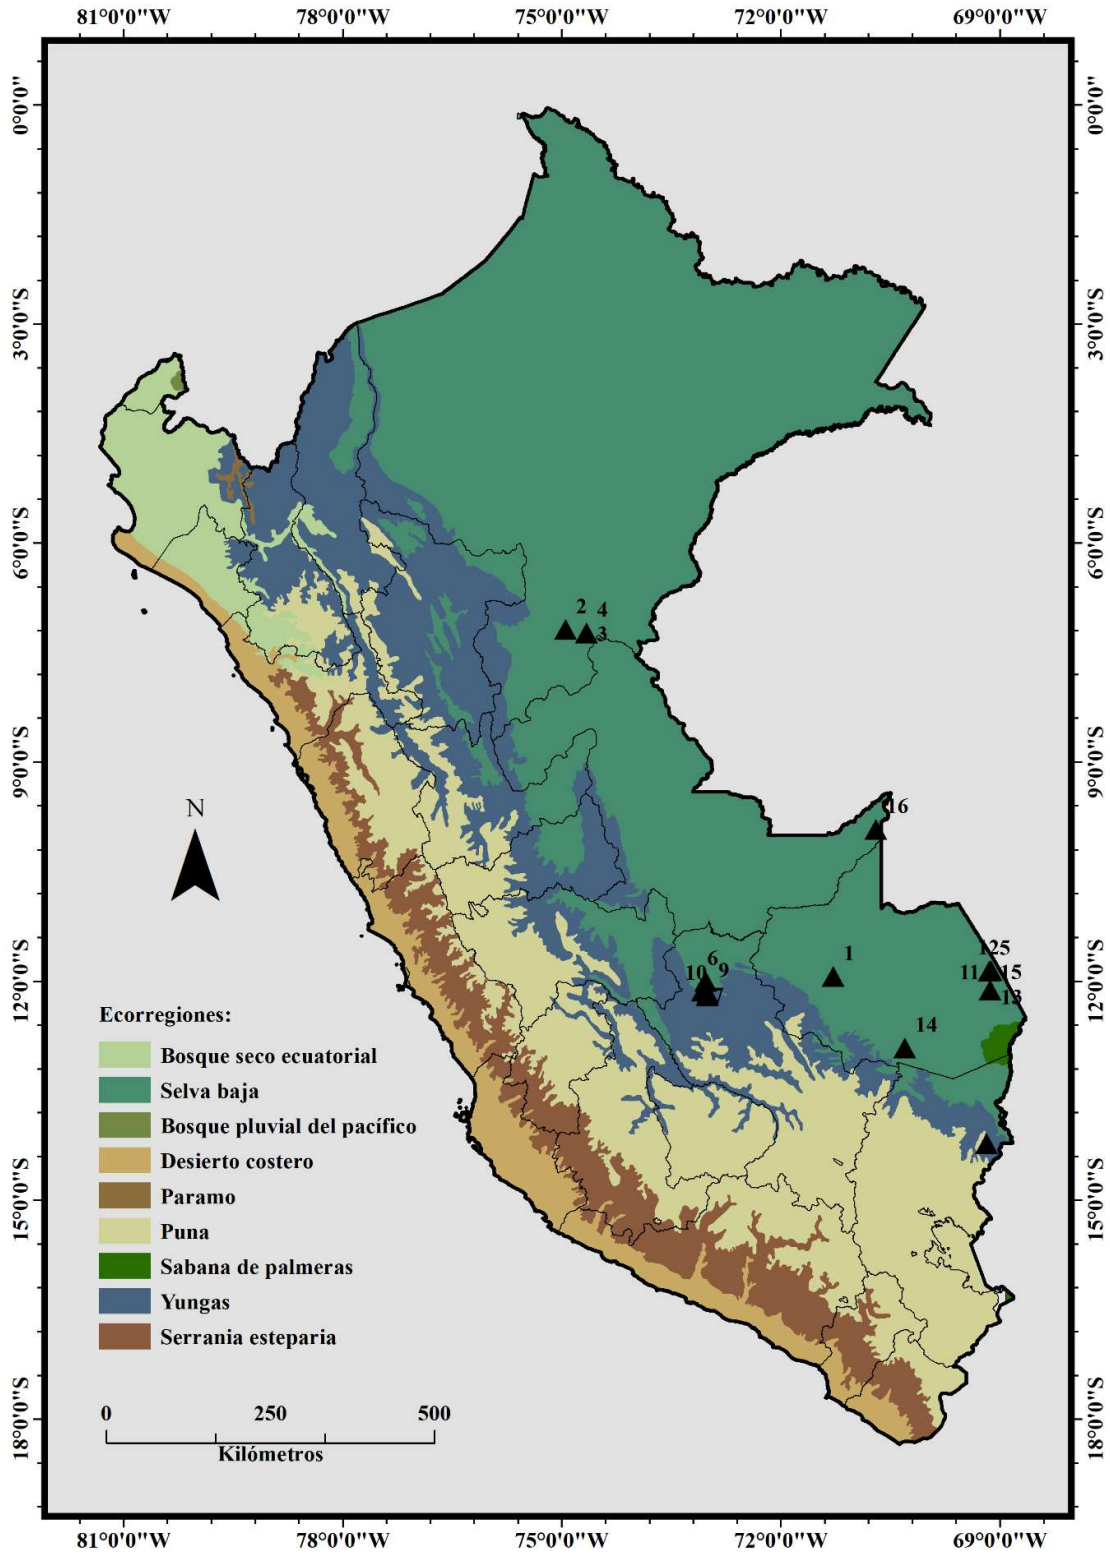 81°0'0"W 78°0'0"W 75°0'0"W 72°0'0"W 69°0'0"W
0°0'0" 0°0'0"
3°0'0"S 3°0'0"S
6°0'0"S 6°0'0"S
2 4
3
9°0'0"S 9°0'0"S
16
N
125
6 1
10 9 11 15
12°0'0"S 12°0'0"S
7 13
14
Ecorregiones:
Bosque seco ecuatorial
Selva baja
Bosque pluvial del pacífico
Desierto costero
Paramo
15°0'0"S 15°0'0"S
Puna
Sabana de palmeras
Yungas
Serrania esteparia
0 250 500
18°0'0"S 18°0'0"S
Kilómetros
81°0'0"W 78°0'0"W 75°0'0"W 72°0'0"W 69°0'0"W